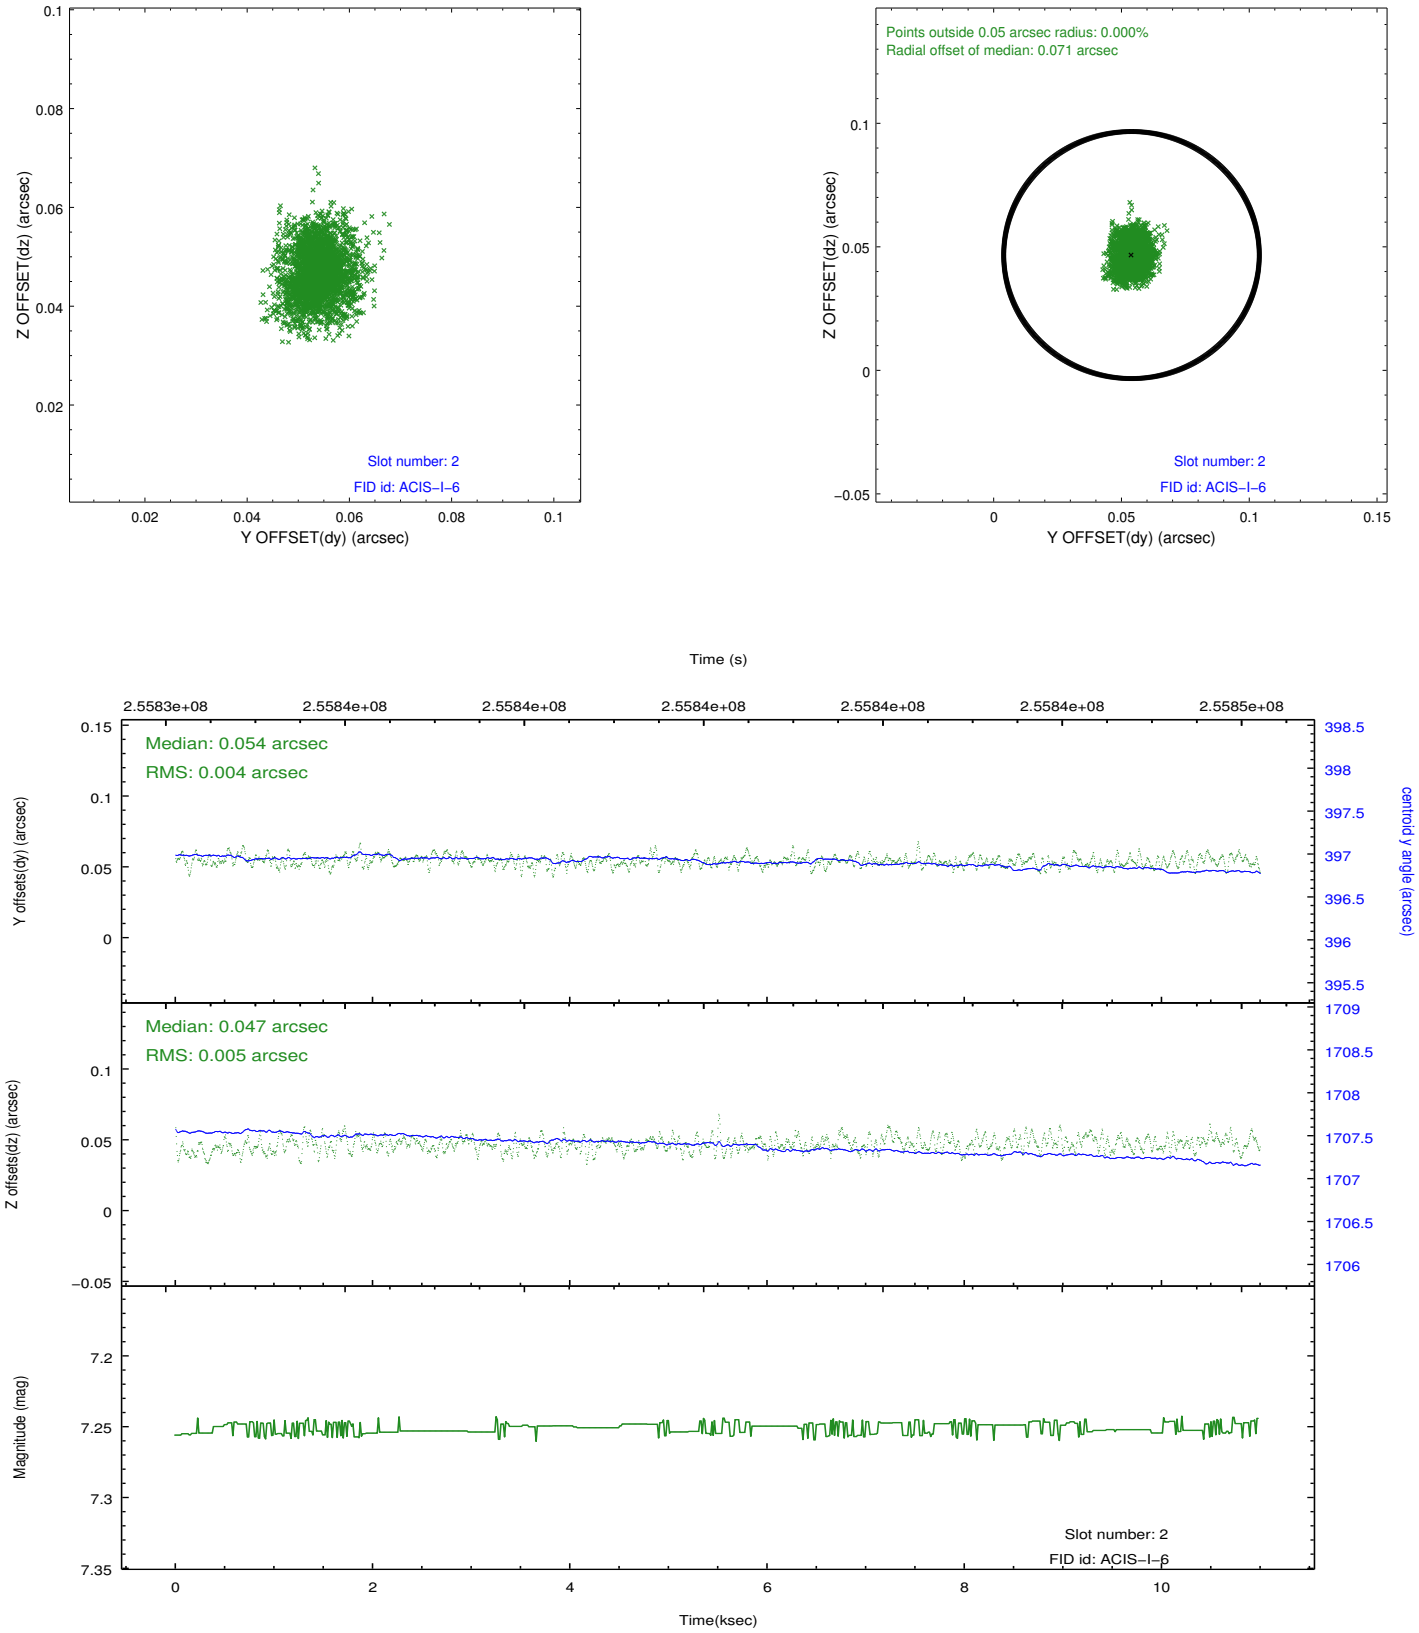 0.1
0.08
0.06
0.04
0.02
Z OFFSET(dz) (arcsec)
Slot number: 2
FID id: ACIS−I−6
0.02 0.04 0.06 0.08 0.1
Y OFFSET(dy) (arcsec)
Points outside 0.05 arcsec radius: 0.000%
Radial offset of median: 0.071 arcsec
0.1
0.05
0
−0.05
Z OFFSET(dz) (arcsec)
Slot number: 2
FID id: ACIS−I−6
0 0.05 0.1 0.15
Y OFFSET(dy) (arcsec)
Time (s)
2.5583e+08 2.5584e+08 2.5584e+08 2.5584e+08 2.5584e+08 2.5584e+08 2.5585e+08
Median: 0.054 arcsec
RMS: 0.004 arcsec
0.15
0.1
0.05
0
Y offsets(dy) (arcsec)
398.5
398
397.5
397
396.5
396
395.5
centroid y angle (arcsec)
Median: 0.047 arcsec
RMS: 0.005 arcsec
0.1
0.05
0
−0.05
Z offsets(dz) (arcsec)
1709
1708.5
1708
1707.5
1707
1706.5
1706
7.2
7.25
7.3
7.35
Magnitude (mag)
Slot number: 2
FID id: ACIS−I−6
0 2 4 6 8 10
Time(ksec)